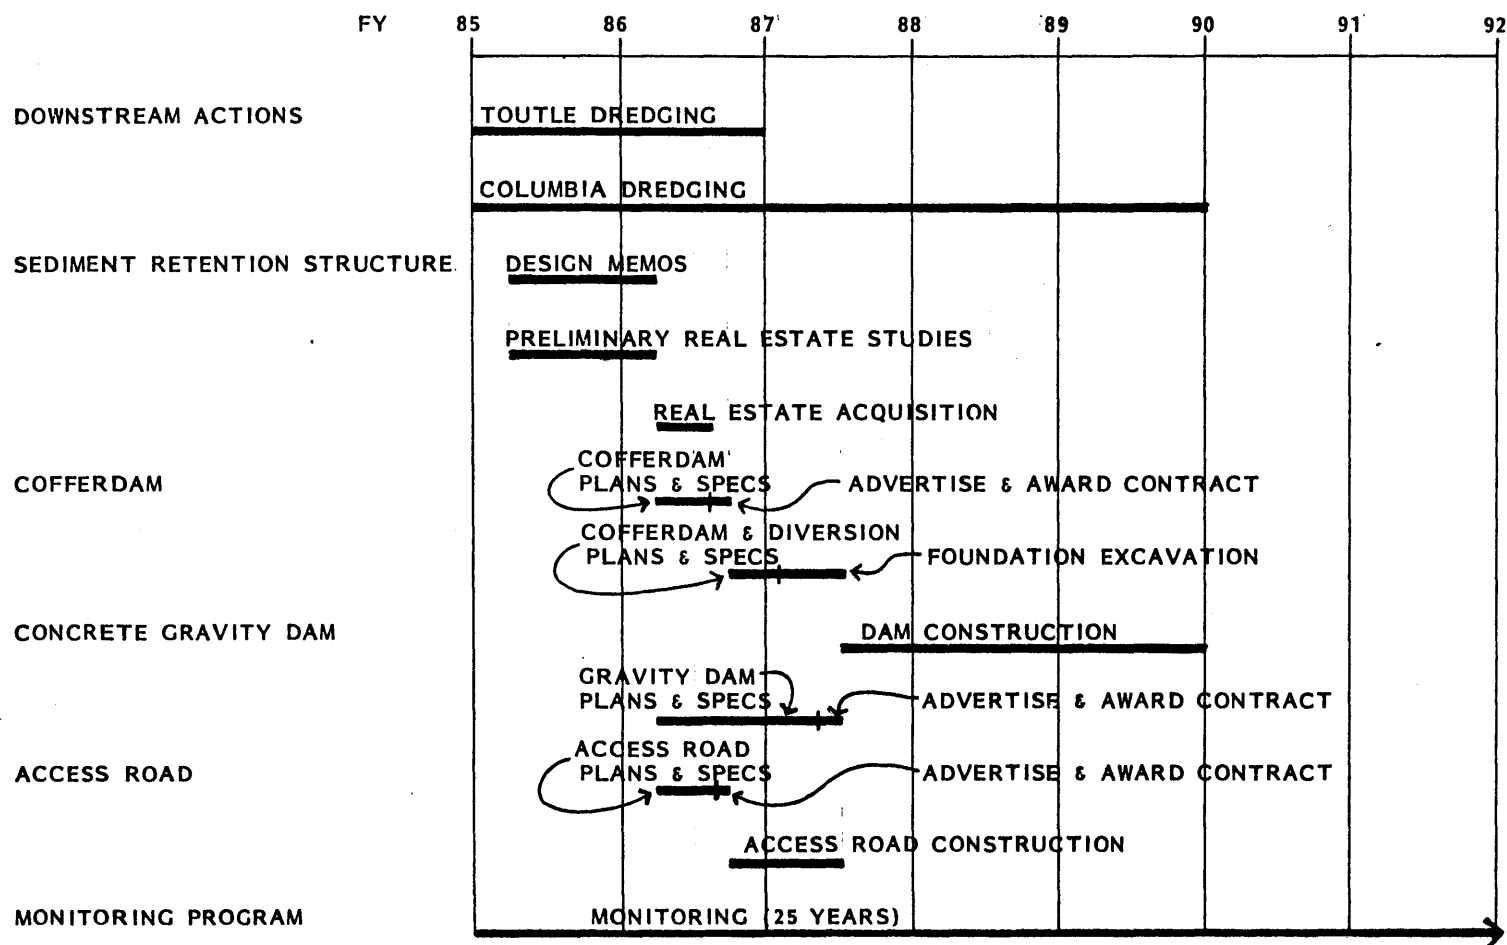 FY 85 86 87 88 89 90 91 92
DOWNSTREAM ACTIONS TOUTLE DREDGING
COLUMBIA DREDGING
SEDIMENT RETENTION STRUCTURE DESIGN MEMOS
PRELIMINARY REAL ESTATE STUDIES
REAL ESTATE ACQUISITION
COFFERDAM
COFFERDAM PLANS & SPECS ADVERTISE & AWARD CONTRACT
COFFERDAM & DIVERSION
PLANS & SPECS FOUNDATION EXCAVATION
CONCRETE GRAVITY DAM DAM CONSTRUCTION
GRAVITY DAM
PLANS & SPECS ADVERTISE & AWARD CONTRACT
ACCESS ROAD
ACCESS ROAD PLANS & SPECS ADVERTISE & AWARD CONTRACT
ACCESS ROAD CONSTRUCTION
MONITORING PROGRAM MONITORING (25 YEARS)